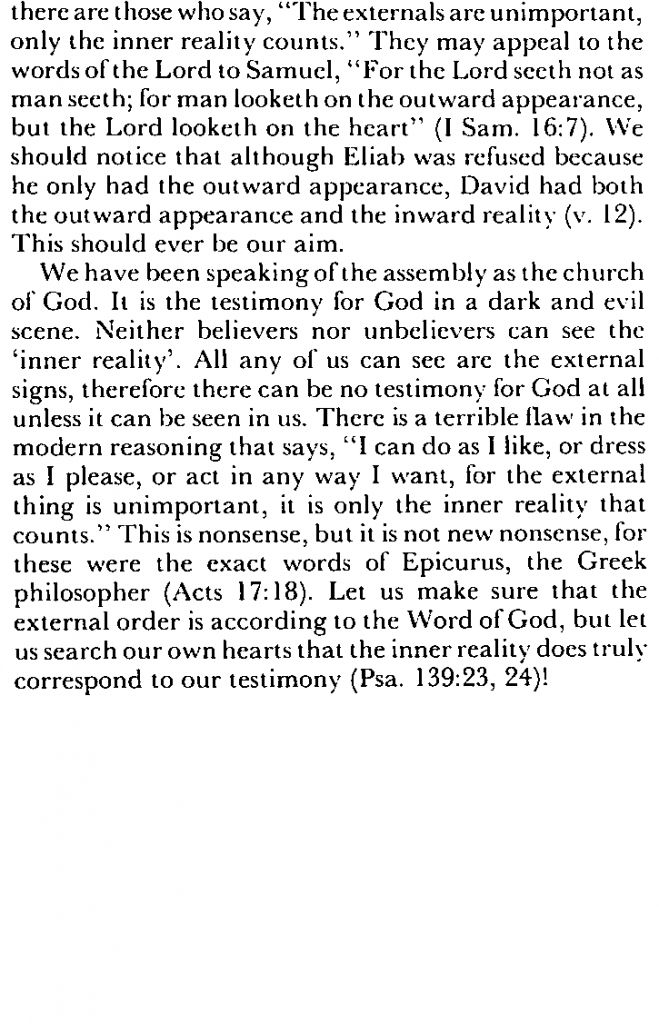 there are those who say, “The externals are unimportant,
only the inner reality counts.” They may appeal to the
words of the Lord to Samuel, “For the Lord seeth not as
man seeth; for man looketh on the outward appearance,
but the Lord looketh on the heart” (I Sam. 16:7). We
should notice that although Eliab was refused because
he only had the outward appearance, David had both
the outward appearance and the inward reality (v. 12).
This should ever be our aim.
We have been speaking of the assembly as the church
of God. It is the testimony for God in a dark and evil
scene. Neither believers nor unbelievers can see the
‘inner reality’. All any of us can see are the external
signs, therefore there can be no testimony for God at all
unless it can be seen in us. There is a terrible flaw in the
modern reasoning that says, “I can do as I like, or dress
as I please, or act in any way I want, for the external
thing is unimportant, it is only the inner reality that
counts.” This is nonsense, but it is not new nonsense, for
these were the exact words of Epicurus, the Greek
philosopher (Acts 17:18). Let us make sure that the
external order is according to the Word of God, but let
us search our own hearts that the inner reality does truly
correspond to our testimony (Psa. 139:23, 24)!